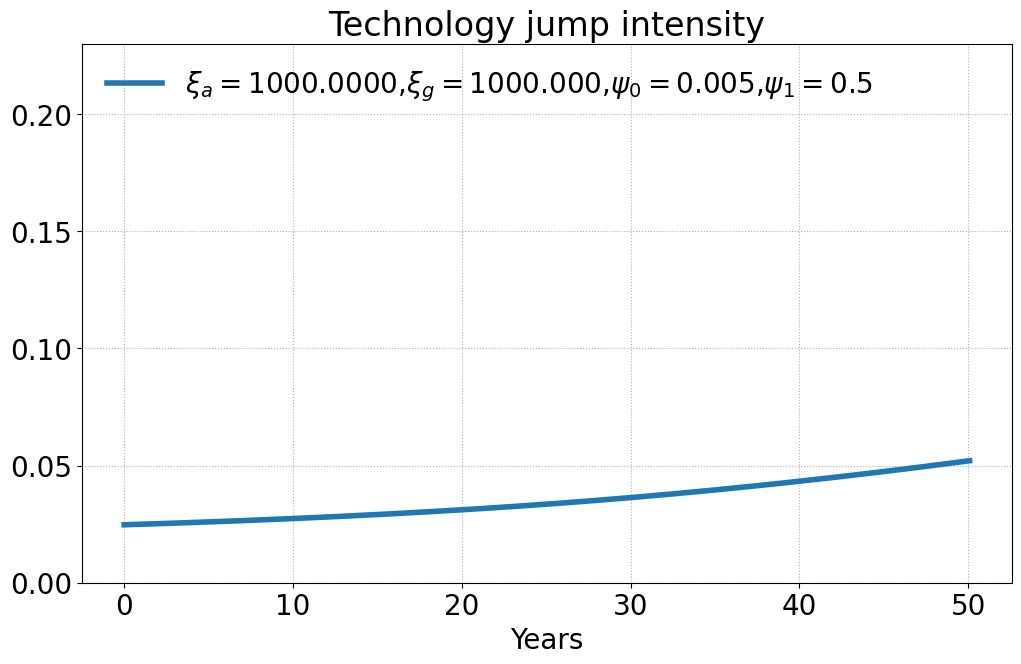 Technology jump intensity
ξₐ = 1000.0000,ξ_g = 1000.000,ψ₀ = 0.005,ψ₁ = 0.5
0.20
0.15
0.10
0.05
0.00
0 10 20 30 40 50
Years